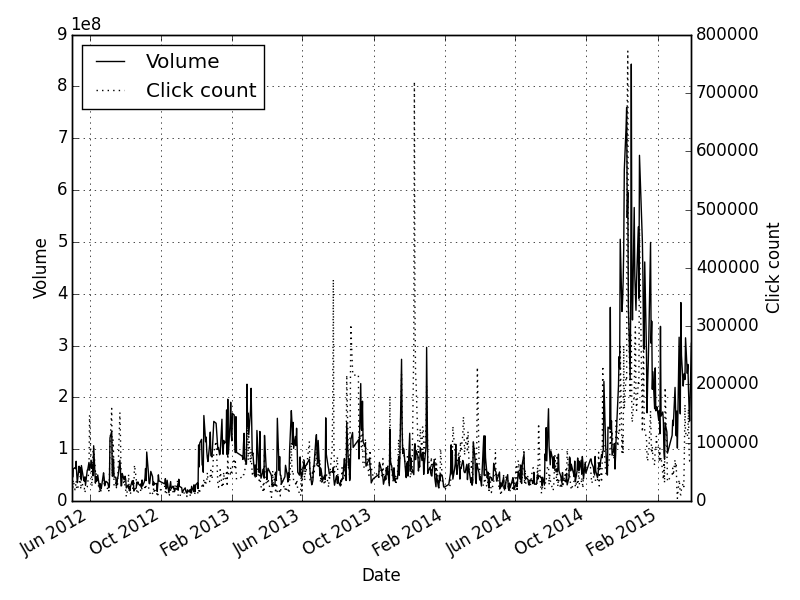 1e8
Volume
Click count
9
8
7
6
5
4
3
2
1
0
800000
700000
600000
500000
400000
300000
200000
100000
0
Volume
Click count
Jun 2012
Oct 2012
Feb 2013
Jun 2013
Oct 2013
Feb 2014
Jun 2014
Oct 2014
Feb 2015
Date